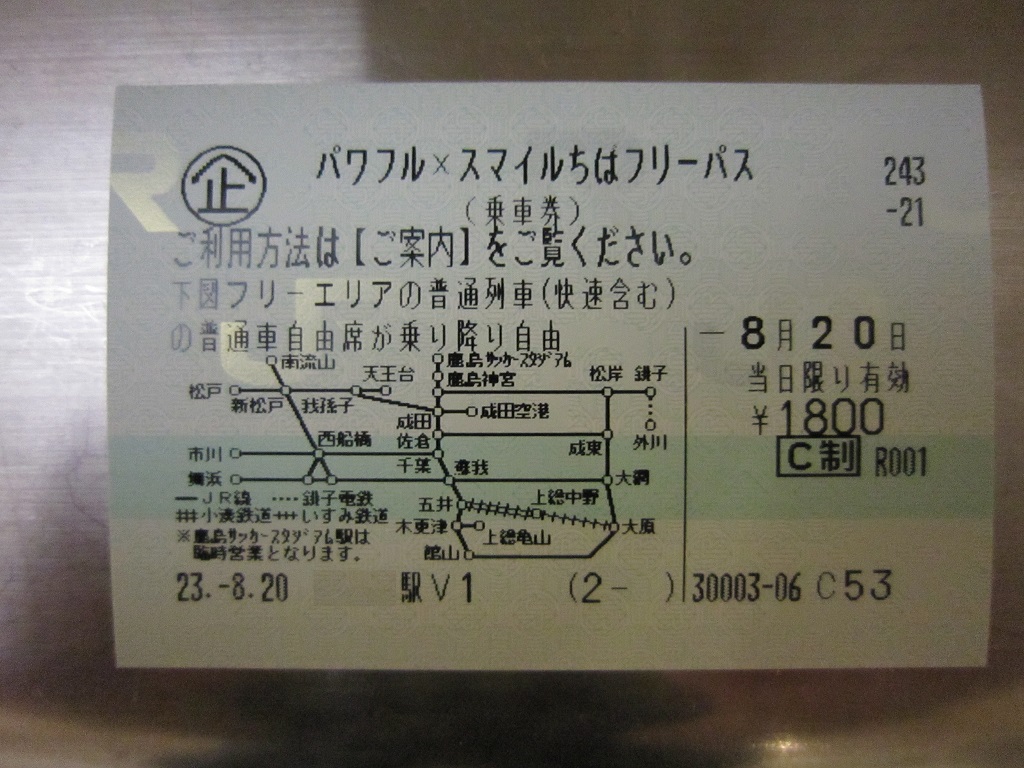 企 パワフル×スマイルちばフリーパス 243
(乗車券) -21
ご利用方法は【ご案内】をご覧ください。
下図フリーエリアの普通列車(快速含む)
の普通車自由席が乗り降り自由
-8月20日
当日限り有効
¥1800
C制 R001
南流山
鹿島サッカースタジアム
天王台 鹿島神宮 松岸 銚子
松戸
新松戸 我孫子 成田 成田空港
西船橋 佐倉 成東 外川
市川
千葉 蘇我
舞浜 大網
━JR線 ····銚子電鉄 五井 上総中野
卄卄小湊鉄道 +++いすみ鉄道 木更津 大原
※鹿島サッカースタジアム駅は 上総亀山
臨時営業となります。 館山
23.-8.20 駅V1 (2- ) 30003-06 C53